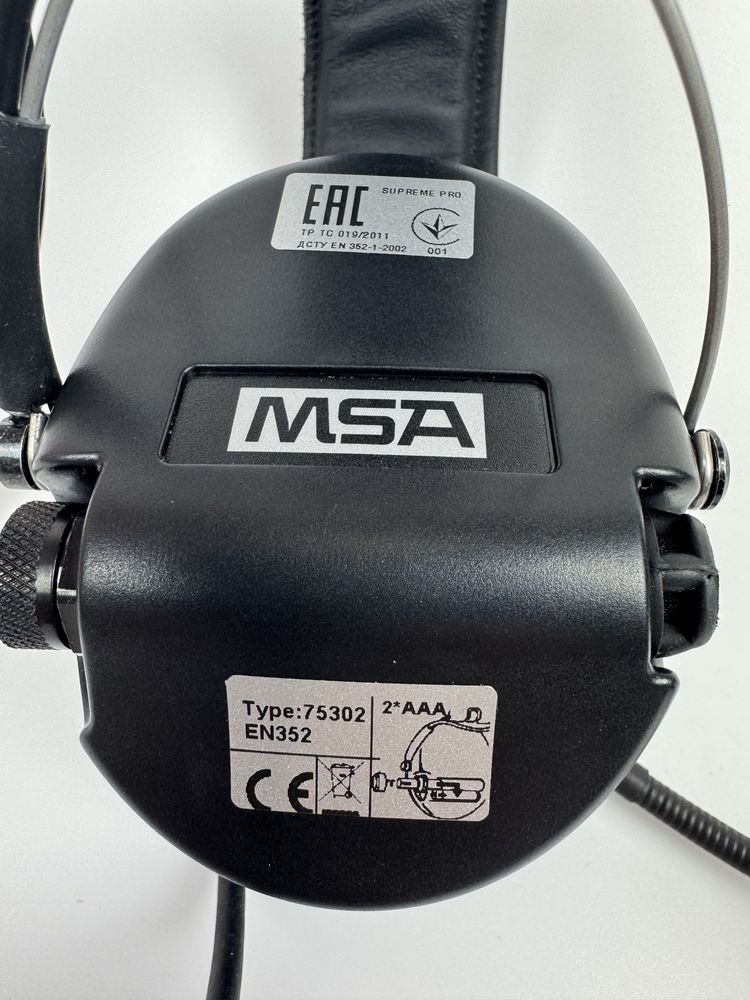 EAC SUPREME PRO
ТР ТС 019/2011
ДСТУ EN 352-1-2002 001
MSA
Type:75302 2*AAA
EN352
CE